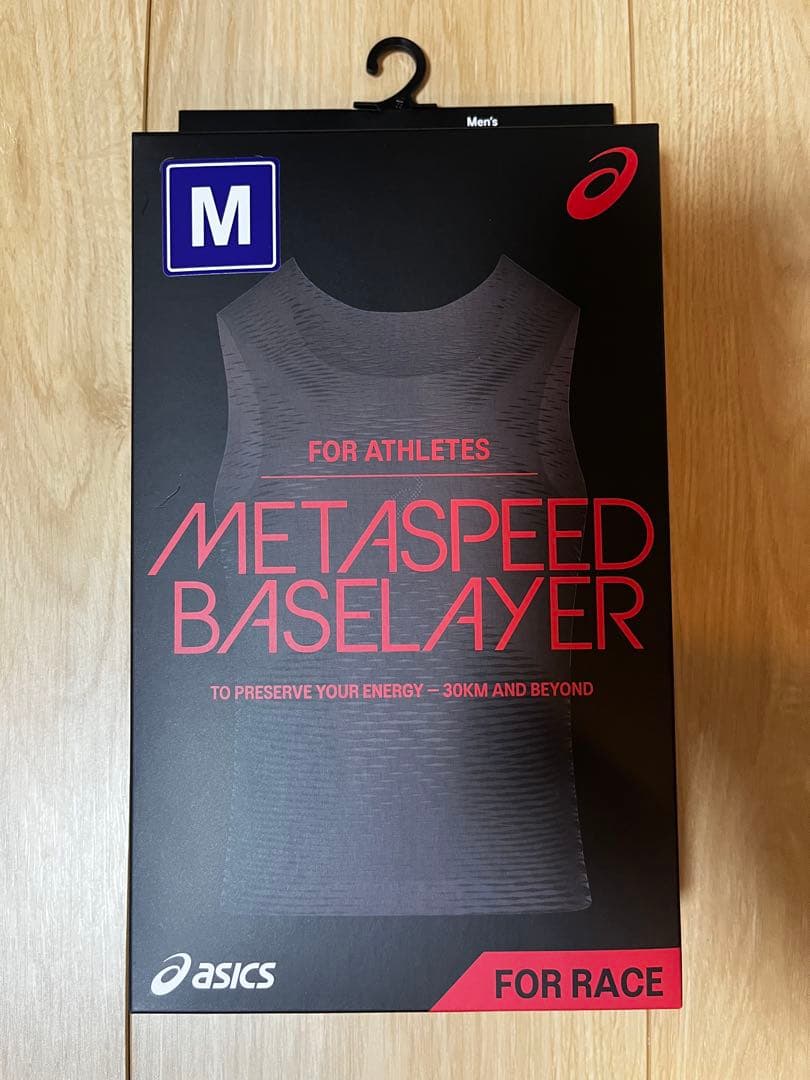 Men's
M
FOR ATHLETES
METASPEED
BASELAYER
TO PRESERVE YOUR ENERGY – 30KM AND BEYOND
asics
FOR RACE